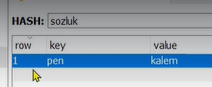 HASH: sozluk
row key value
1 pen kalem